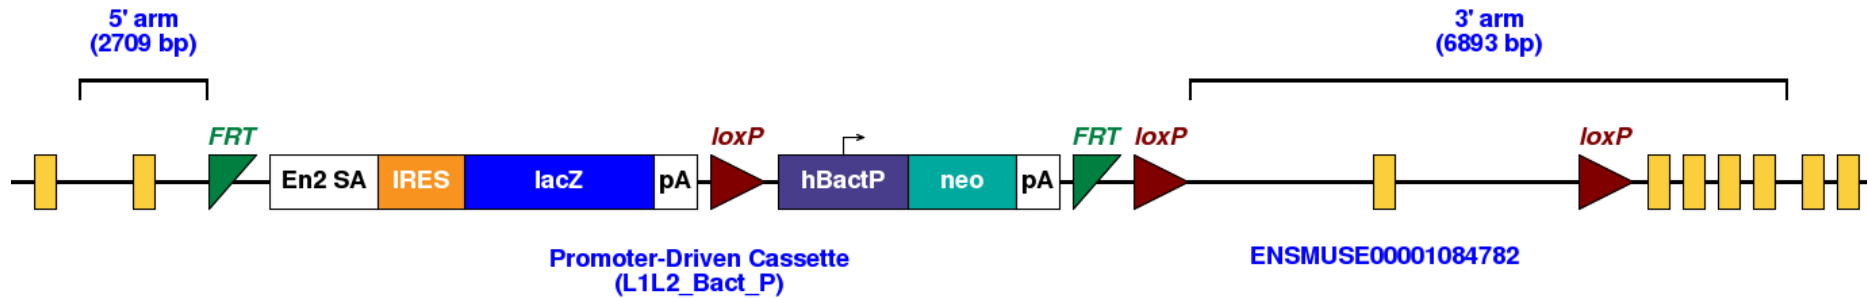 5' arm
(2709 bp)
3' arm
(6893 bp)
FRT
loxP
FRT
loxP
loxP
En2 SA
IRES
lacZ
pA
hBactP
neo
pA
Promoter-Driven Cassette
(L1L2_Bact_P)
ENSMUSE00001084782